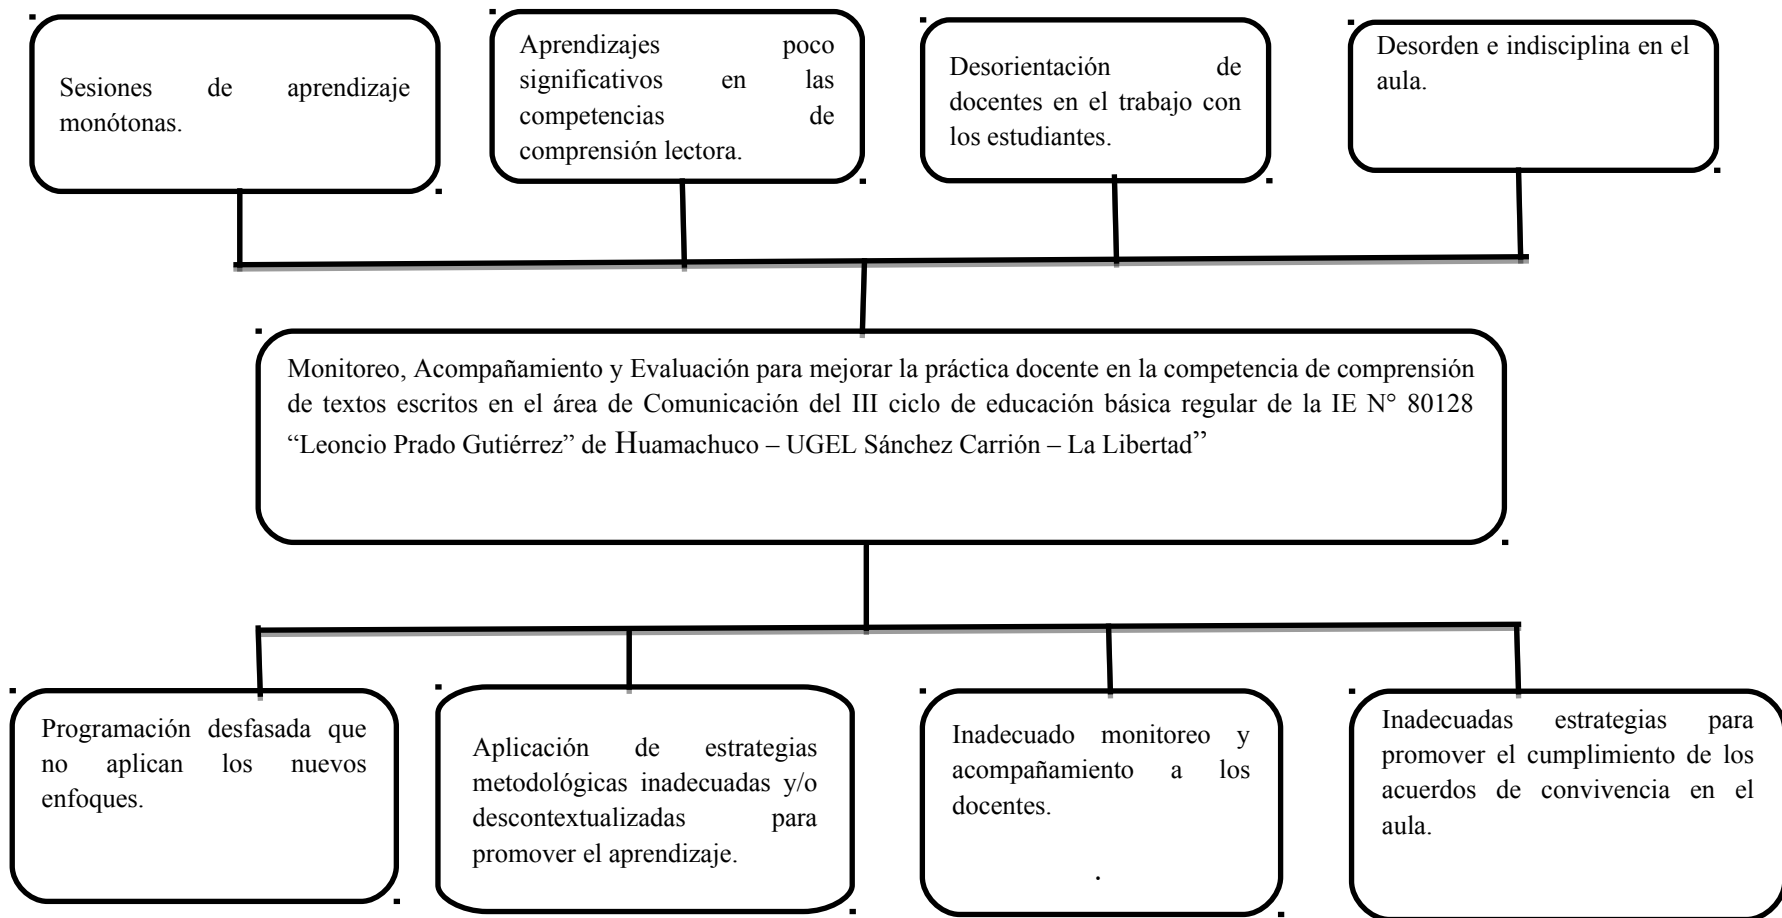 Sesiones de aprendizaje
monótonas.
Aprendizajes poco
significativos en las
competencias de
comprensión lectora.
Desorientación de
docentes en el trabajo con
los estudiantes.
Desorden e indisciplina en el
aula.
Monitoreo, Acompañamiento y Evaluación para mejorar la práctica docente en la competencia de comprensión
de textos escritos en el área de Comunicación del III ciclo de educación básica regular de la IE N° 80128
“Leoncio Prado Gutiérrez” de Huamachuco – UGEL Sánchez Carrión – La Libertad”
Programación desfasada que
no aplican los nuevos
enfoques.
Aplicación de estrategias
metodológicas inadecuadas y/o
descontextualizadas para
promover el aprendizaje.
Inadecuado monitoreo y
acompañamiento a los
docentes.
.
Inadecuadas estrategias para
promover el cumplimiento de los
acuerdos de convivencia en el
aula.